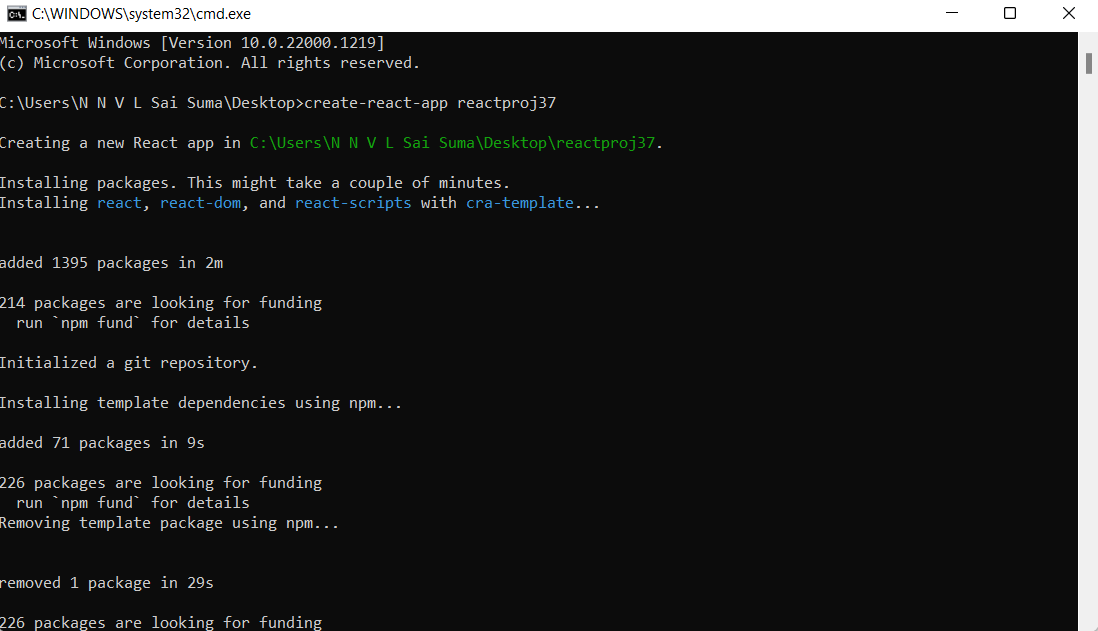 C:\WINDOWS\system32\cmd.exe
Microsoft Windows [Version 10.0.22000.1219]
(c) Microsoft Corporation. All rights reserved.
C:\Users\N N V L Sai Suma\Desktop>create-react-app reactproj37
Creating a new React app in C:\Users\N N V L Sai Suma\Desktop\reactproj37.
Installing packages. This might take a couple of minutes.
Installing react, react-dom, and react-scripts with cra-template...
added 1395 packages in 2m
214 packages are looking for funding
  run `npm fund` for details
Initialized a git repository.
Installing template dependencies using npm...
added 71 packages in 9s
226 packages are looking for funding
  run `npm fund` for details
Removing template package using npm...
removed 1 package in 29s
226 packages are looking for funding